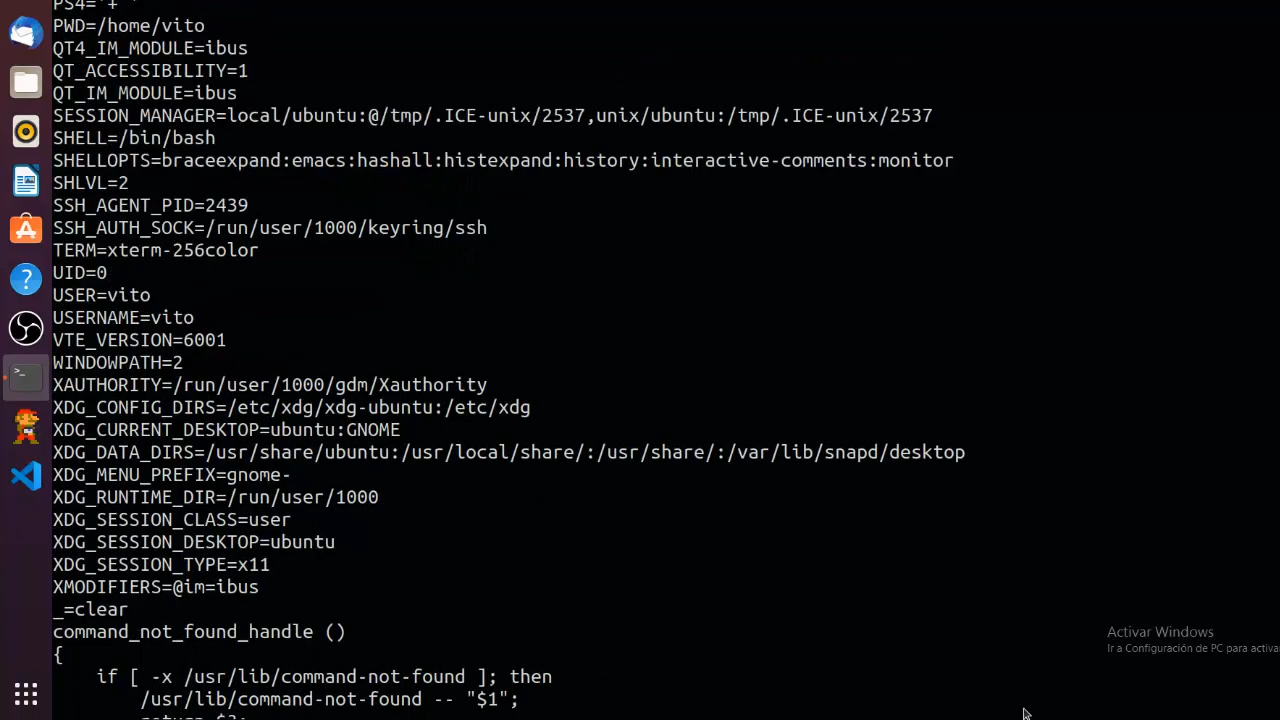 PS4='+ '
PWD=/home/vito
QT4_IM_MODULE=ibus
QT_ACCESSIBILITY=1
QT_IM_MODULE=ibus
SESSION_MANAGER=local/ubuntu:@/tmp/.ICE-unix/2537,unix/ubuntu:/tmp/.ICE-unix/2537
SHELL=/bin/bash
SHELLOPTS=braceexpand:emacs:hashall:histexpand:history:interactive-comments:monitor
SHLVL=2
SSH_AGENT_PID=2439
SSH_AUTH_SOCK=/run/user/1000/keyring/ssh
TERM=xterm-256color
UID=0
USER=vito
USERNAME=vito
VTE_VERSION=6001
WINDOWPATH=2
XAUTHORITY=/run/user/1000/gdm/Xauthority
XDG_CONFIG_DIRS=/etc/xdg/xdg-ubuntu:/etc/xdg
XDG_CURRENT_DESKTOP=ubuntu:GNOME
XDG_DATA_DIRS=/usr/share/ubuntu:/usr/local/share/:/usr/share/:/var/lib/snapd/desktop
XDG_MENU_PREFIX=gnome-
XDG_RUNTIME_DIR=/run/user/1000
XDG_SESSION_CLASS=user
XDG_SESSION_DESKTOP=ubuntu
XDG_SESSION_TYPE=x11
XMODIFIERS=@im=ibus
_=clear
command_not_found_handle ()
{
    if [ -x /usr/lib/command-not-found ]; then
        /usr/lib/command-not-found -- "$1";
        return $?;
Activar Windows
Ir a Configuración de PC para activar